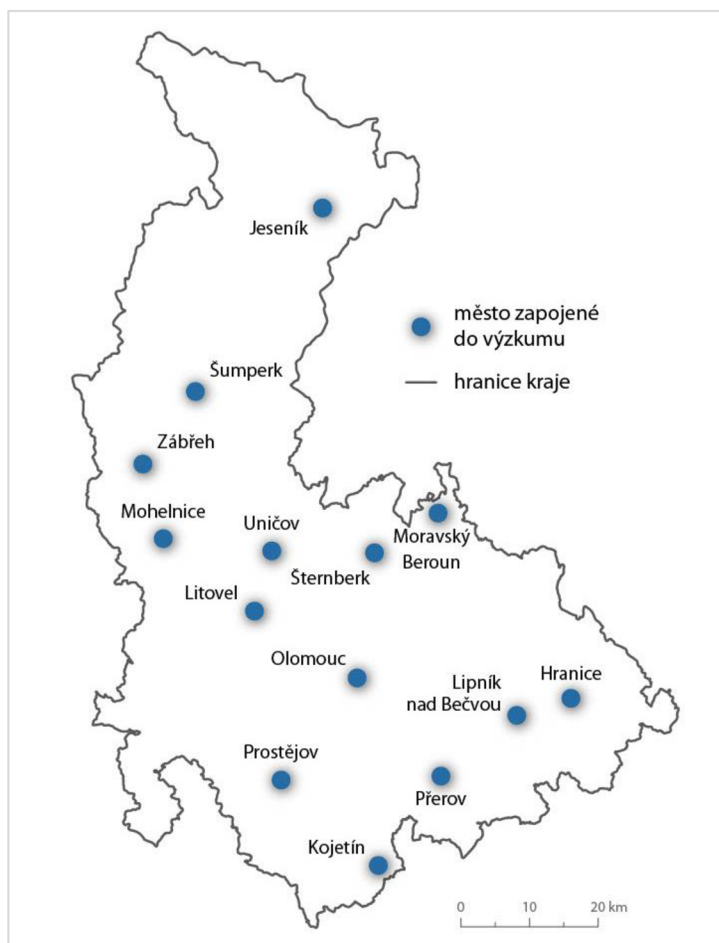 Jeseník
město zapojené
do výzkumu
hranice kraje
Šumperk
Zábřeh
Mohelnice
Uničov
Moravský
Beroun
Šternberk
Litovel
Olomouc
Lipník
nad Bečvou
Hranice
Prostějov
Přerov
Kojetín
0 10 20 km